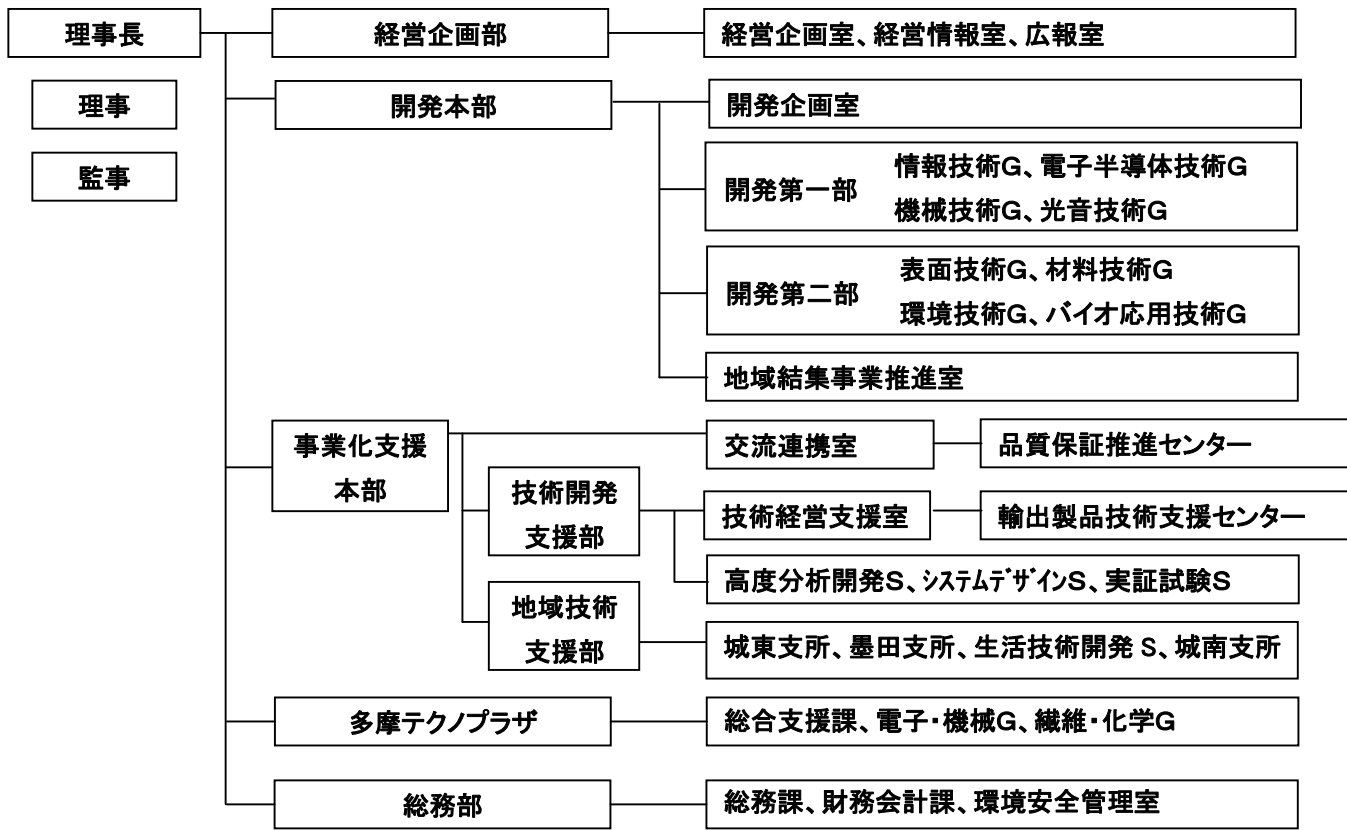 理事長
経営企画部
経営企画室、経営情報室、広報室
理事
開発本部
開発企画室
監事
開発第一部
情報技術G、電子半導体技術G
機械技術G、光音技術G
開発第二部
表面技術G、材料技術G
環境技術G、バイオ応用技術G
地域結集事業推進室
事業化支援
本部
交流連携室
品質保証推進センター
技術開発
支援部
技術経営支援室
輸出製品技術支援センター
高度分析開発S、ｼｽﾃﾑﾃﾞｻﾞｲﾝS、実証試験S
地域技術
支援部
城東支所、墨田支所、生活技術開発 S、城南支所
多摩テクノプラザ
総合支援課、電子・機械G、繊維・化学G
総務部
総務課、財務会計課、環境安全管理室